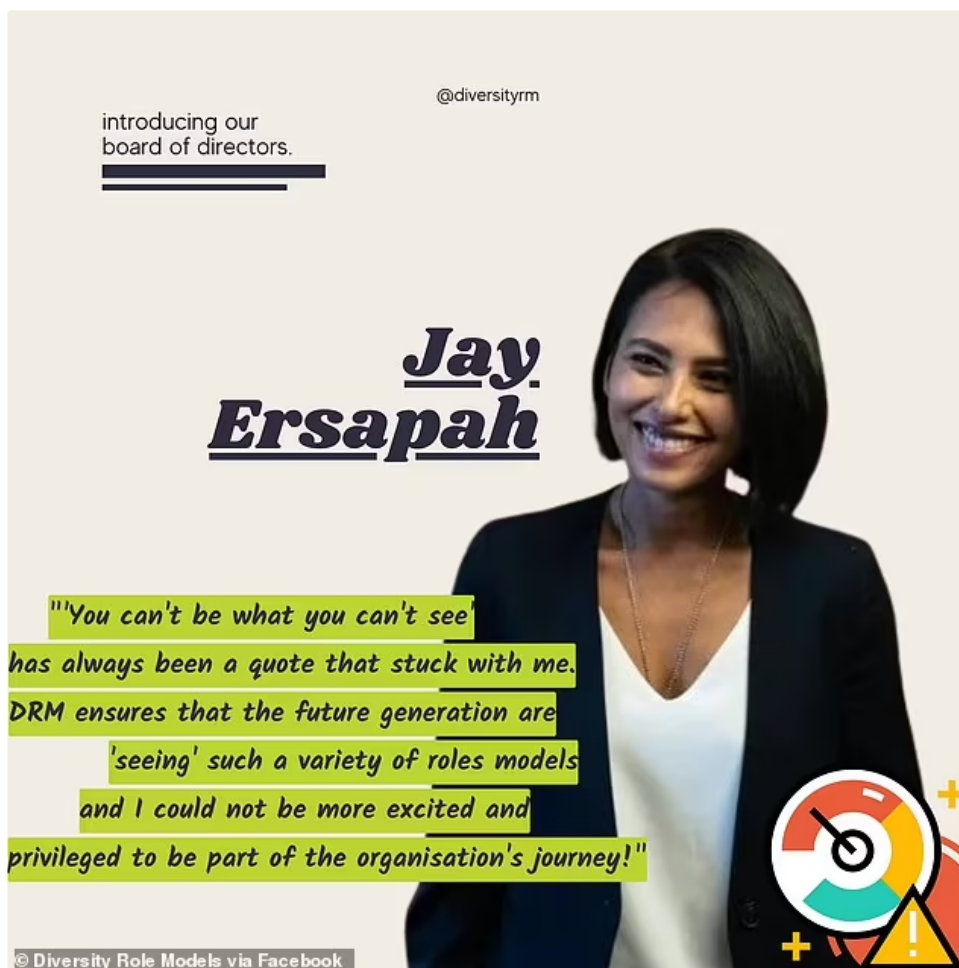 @diversityrm
introducing our
board of directors.
Jay
Ersapah
"'You can't be what you can't see'
has always been a quote that stuck with me.
DRM ensures that the future generation are
'seeing' such a variety of roles models
and I could not be more excited and
privileged to be part of the organisation's journey!"
© Diversity Role Models via Facebook